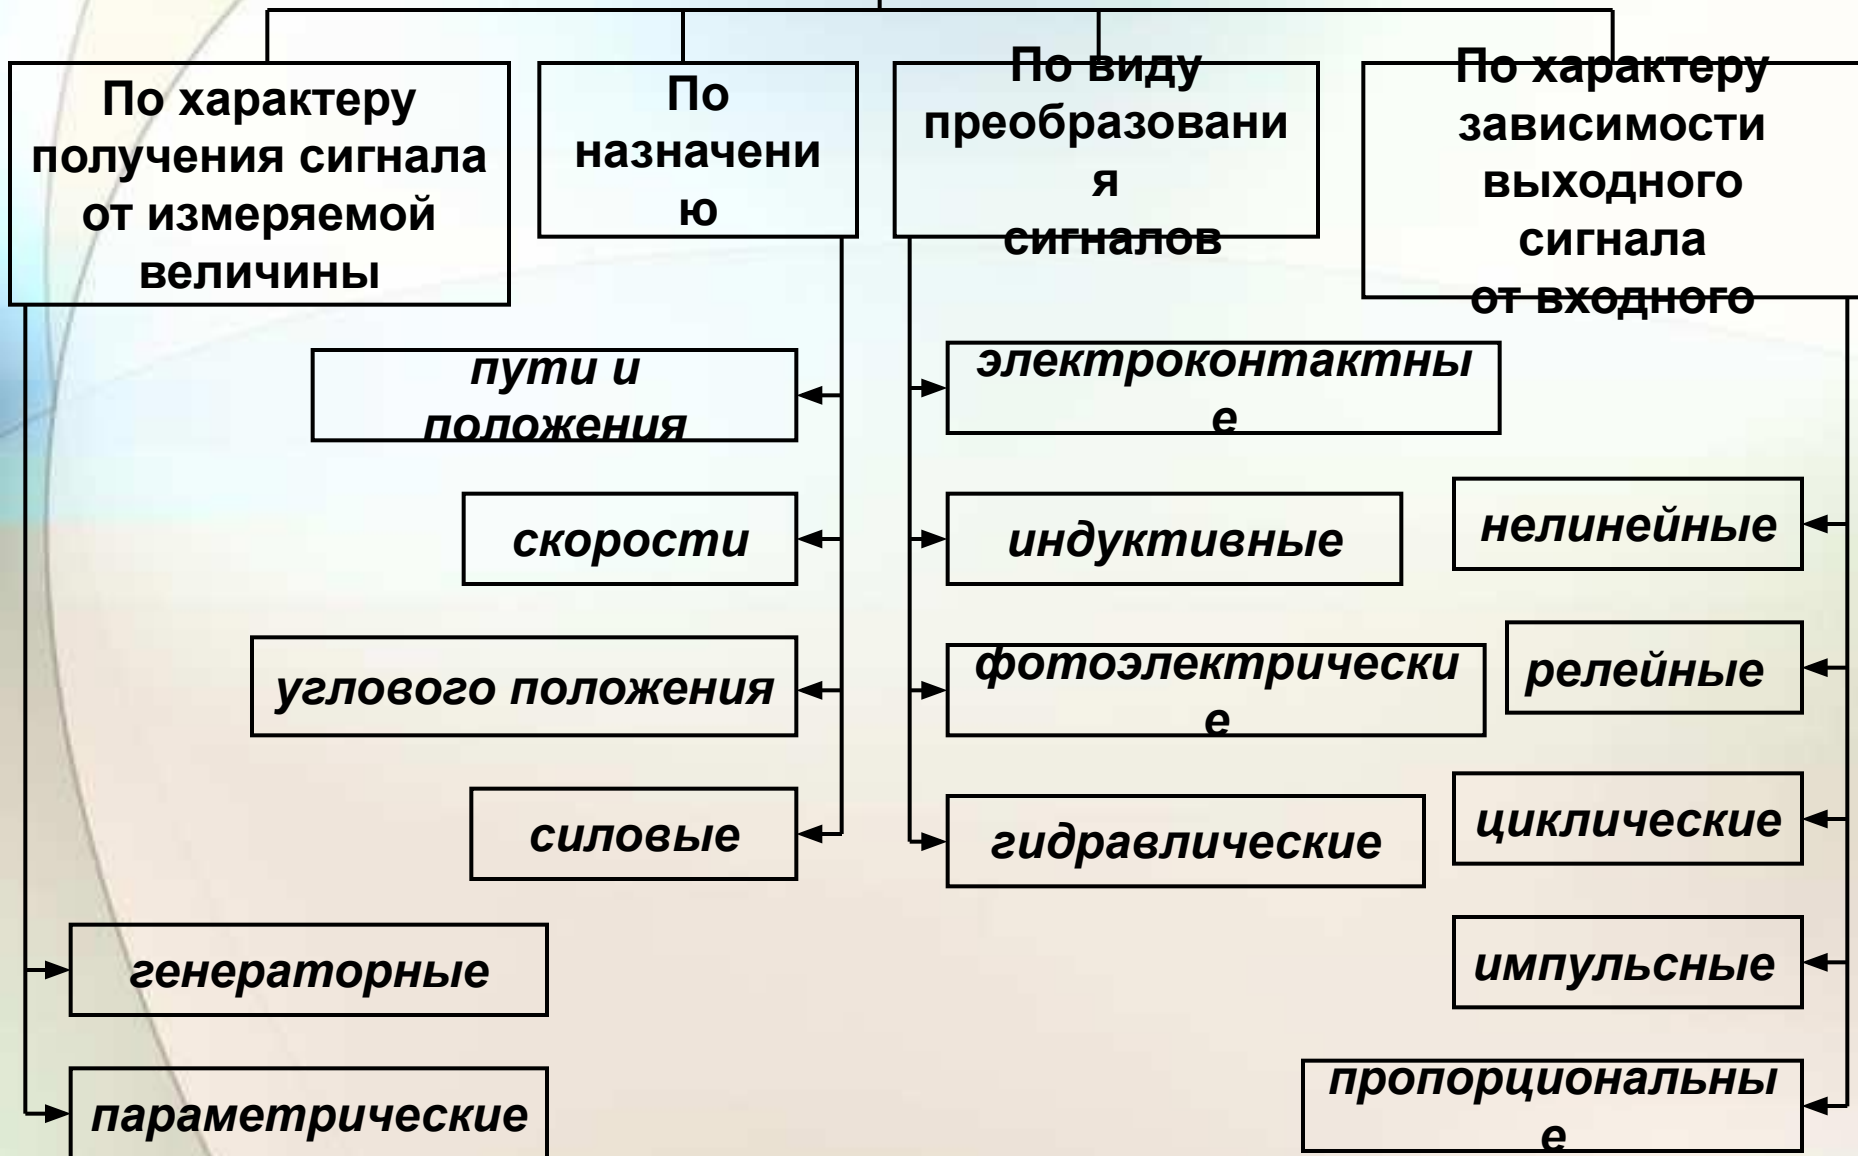 По характеру
получения сигнала
от измеряемой
величины
По
назначени
ю
По виду
преобразовани
я
сигналов
По характеру
зависимости
выходного
сигнала
от входного
пути и
положения
скорости
углового положения
силовые
электроконтактны
е
индуктивные
фотоэлектрически
е
гидравлические
нелинейные
релейные
циклические
импульсные
пропорциональны
е
генераторные
параметрические